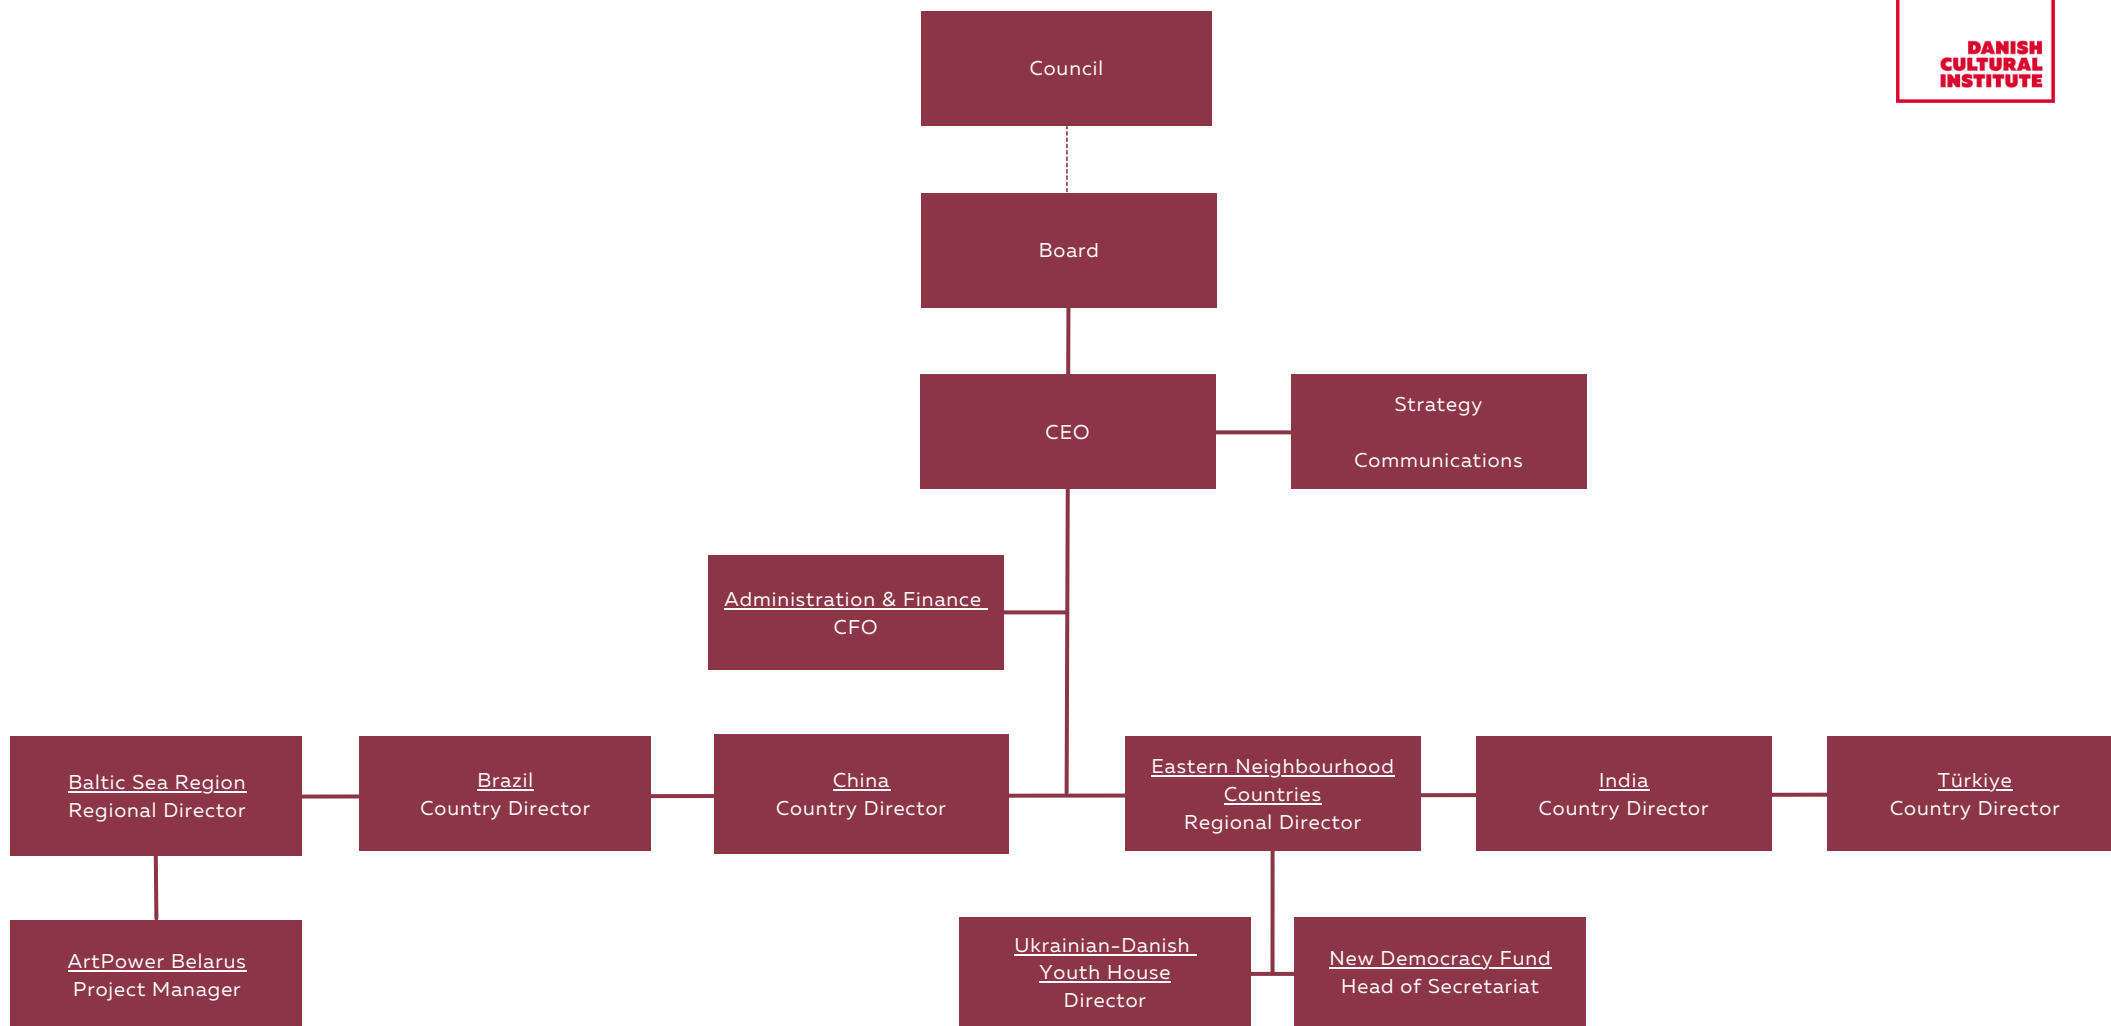 Council
DANISH
CULTURAL
INSTITUTE
Board
CEO
Strategy
Communications
Administration & Finance
CFO
Baltic Sea Region
Regional Director
Brazil
Country Director
China
Country Director
Eastern Neighbourhood
Countries
Regional Director
India
Country Director
Türkiye
Country Director
ArtPower Belarus
Project Manager
Ukrainian-Danish
Youth House
Director
New Democracy Fund
Head of Secretariat